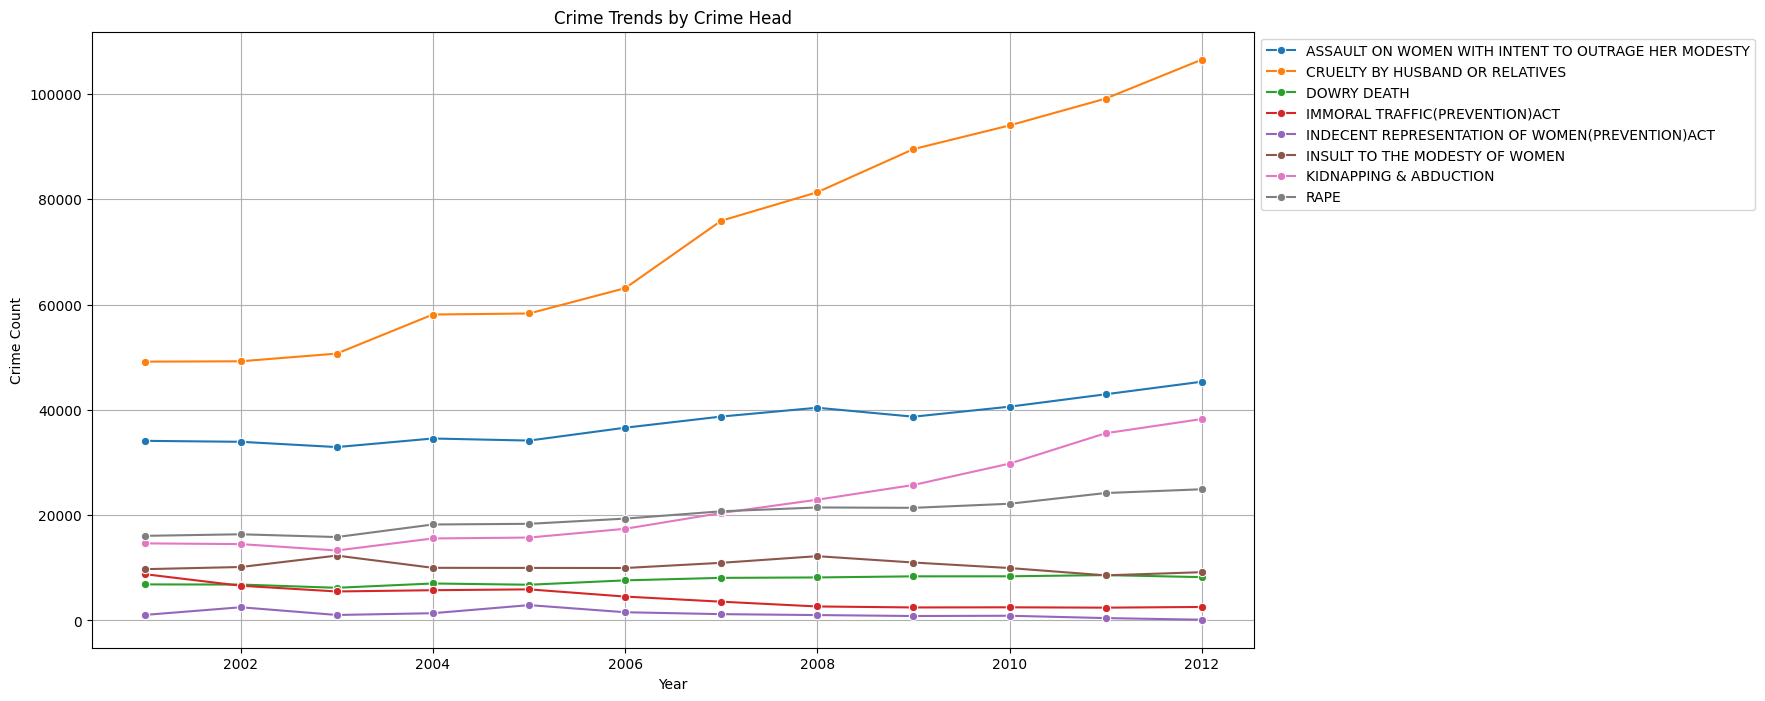 Crime Trends by Crime Head
ASSAULT ON WOMEN WITH INTENT TO OUTRAGE HER MODESTY
CRUELTY BY HUSBAND OR RELATIVES
DOWRY DEATH
IMMORAL TRAFFIC(PREVENTION)ACT
INDECENT REPRESENTATION OF WOMEN(PREVENTION)ACT
INSULT TO THE MODESTY OF WOMEN
KIDNAPPING & ABDUCTION
RAPE
Crime Count
100000
80000
60000
40000
20000
0
2002 2004 2006 2008 2010 2012
Year